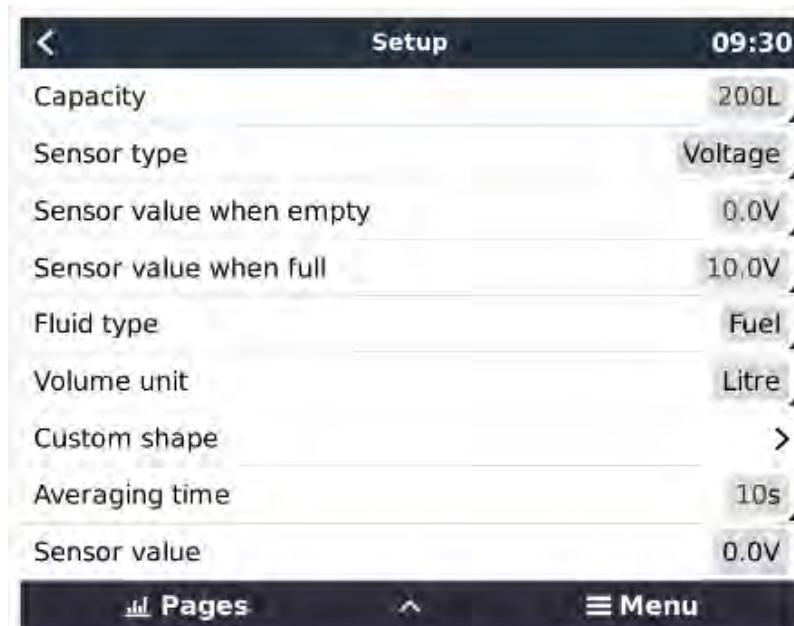 Setup 09:30
Capacity 200L
Sensor type Voltage
Sensor value when empty 0.0V
Sensor value when full 10.0V
Fluid type Fuel
Volume unit Litre
Custom shape
Averaging time 10s
Sensor value 0.0V
Pages Menu